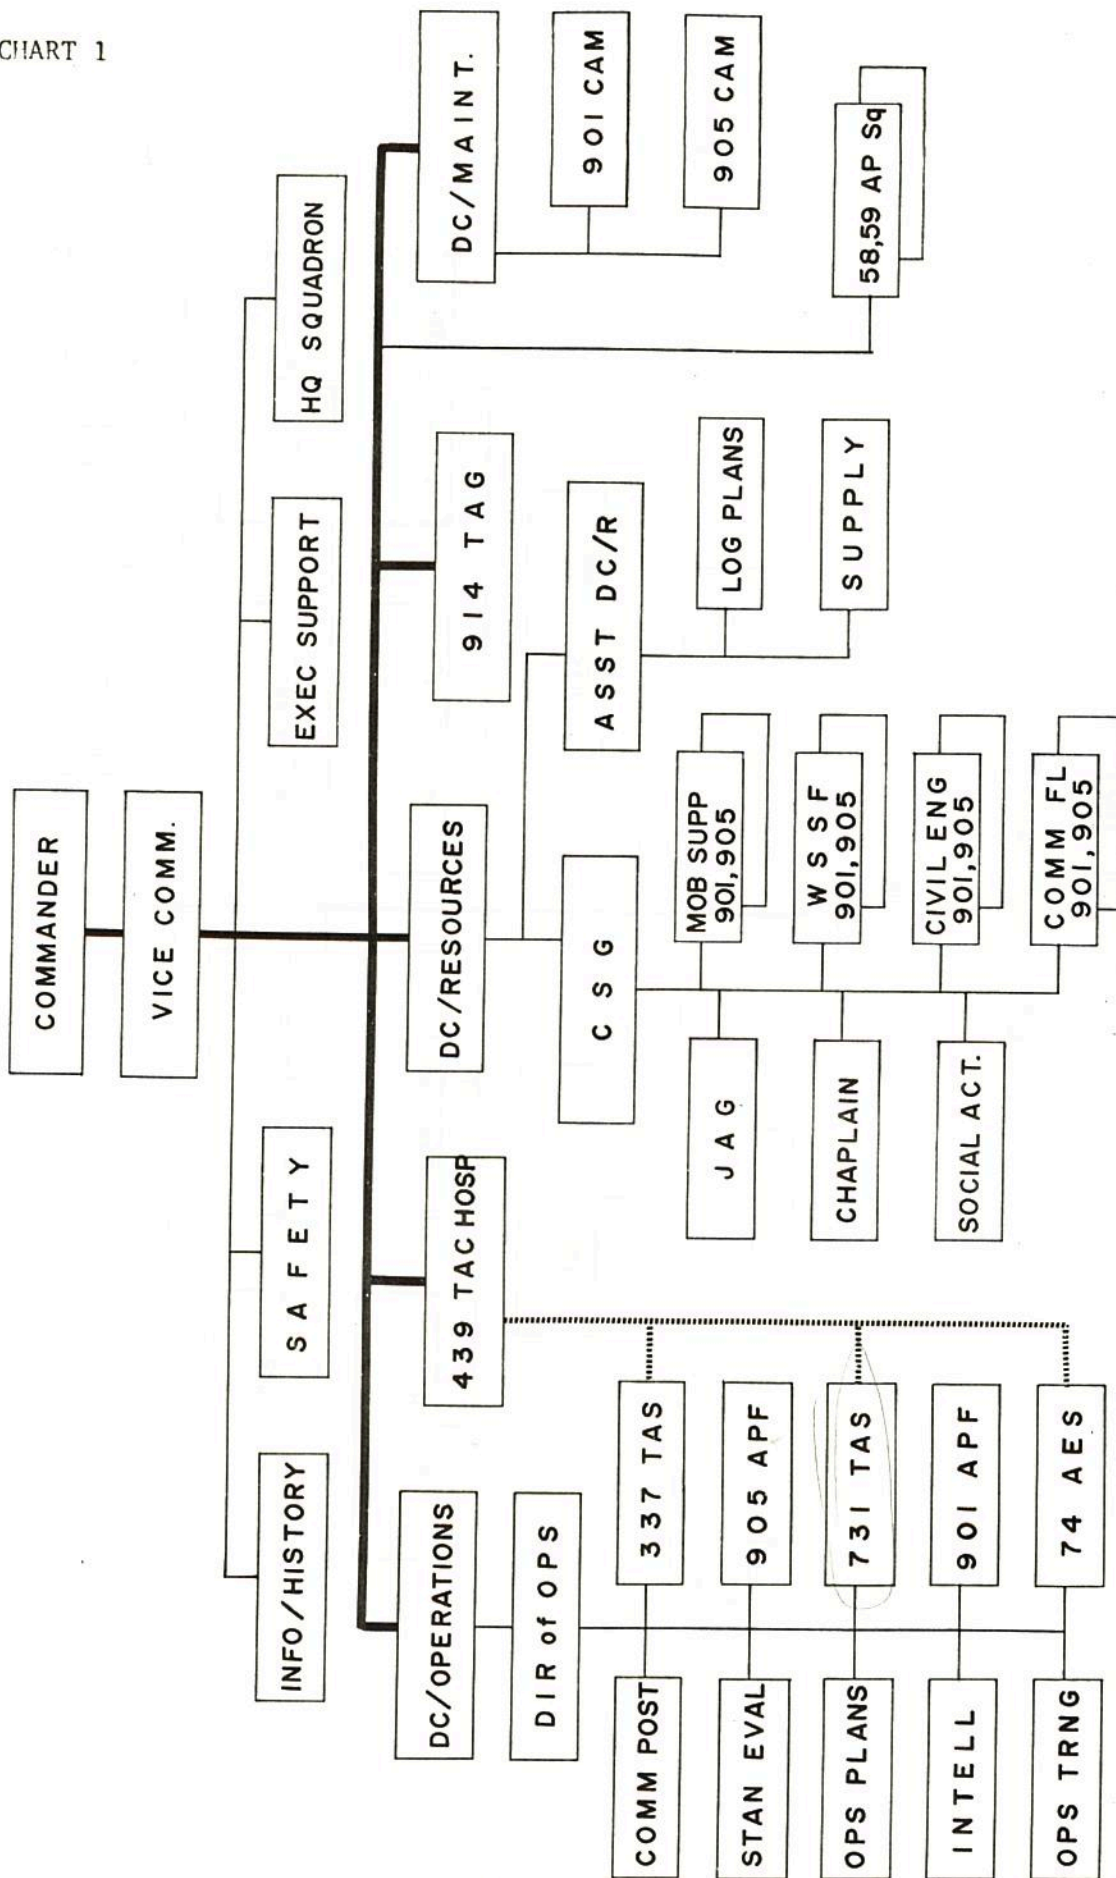 CHART 1
COMMANDER
VICE COMM.
INFO/HISTORY
SAFETY
EXEC SUPPORT
HQ SQUADRON
DC/OPERATIONS
439 TAC HOSP
DC/RESOURCES
914 TAG
DC/MAINT.
DIR of OPS
COMM POST
STAN EVAL
OPS PLANS
INTELL
OPS TRNG
337 TAS
905 APF
731 TAS
901 APF
74 AES
CSG
ASST DC/R
JAG
CHAPLAIN
SOCIAL ACT.
MOB SUPP
901,905
WSSF
901,905
CIVIL ENG
901,905
COMM FL
901,905
LOG PLANS
SUPPLY
901 CAM
905 CAM
58,59 AP Sq